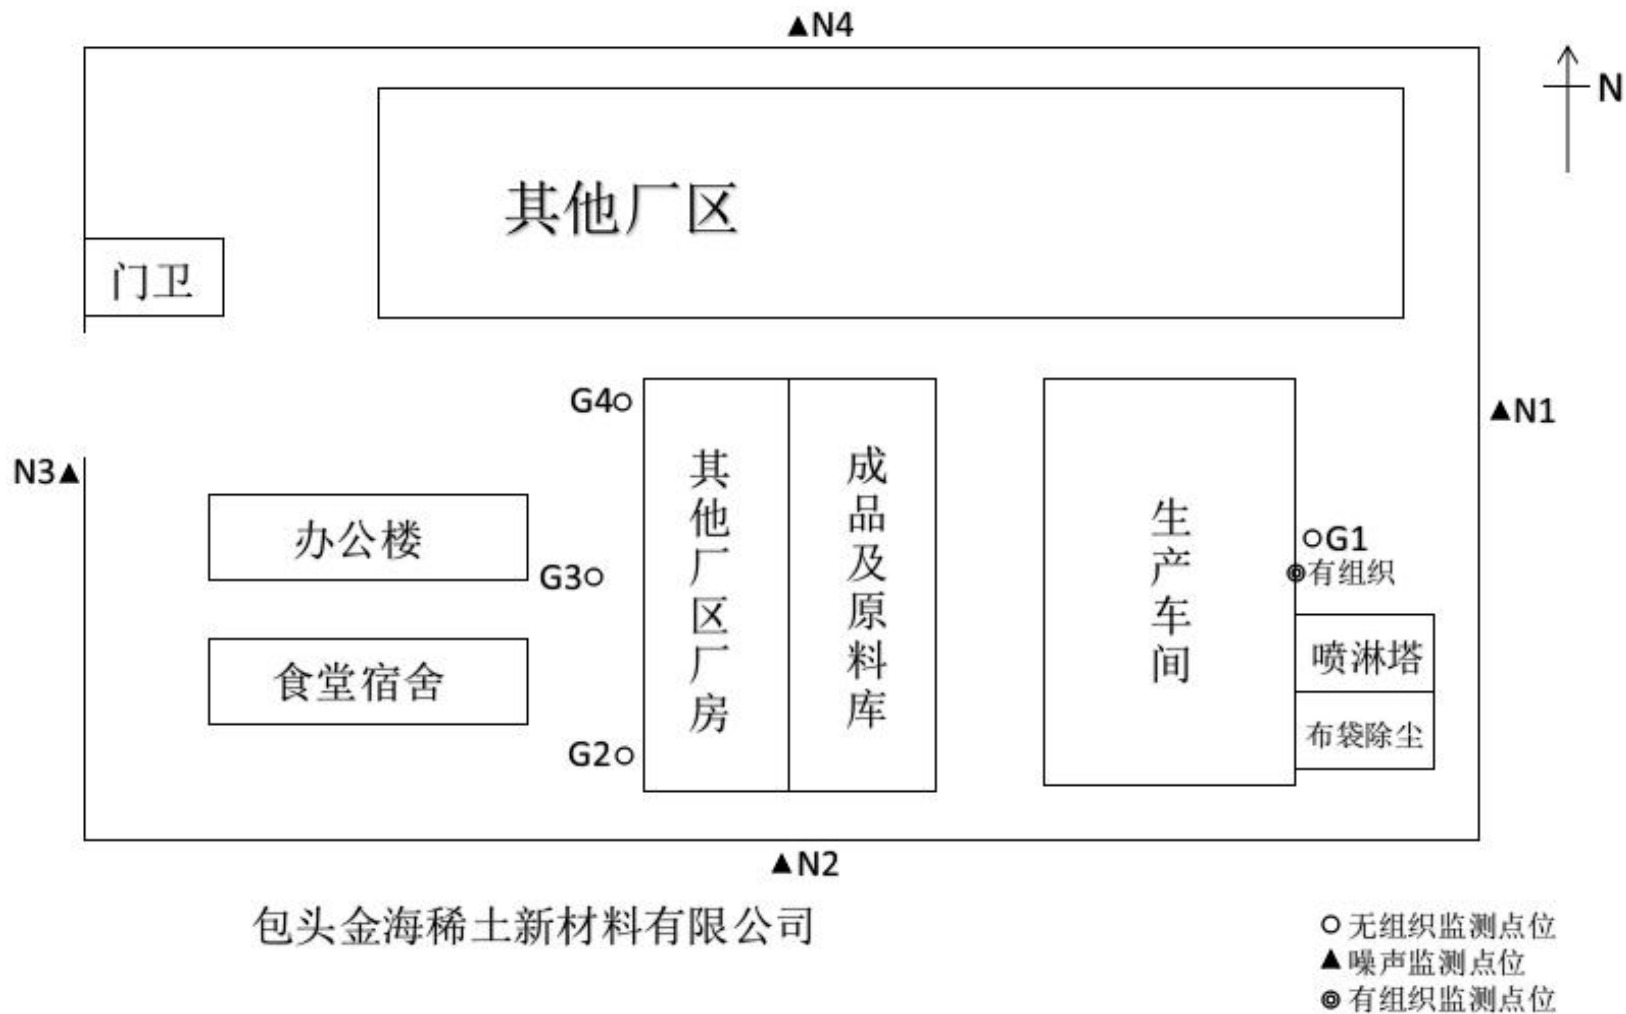 ▲N4
N
其他厂区
门卫
G4○
▲N1
N3▲
其他厂区厂房
成品及原料库
生产车间
办公楼
○G1
G3○
◎有组织
喷淋塔
食堂宿舍
布袋除尘
G2○
▲N2
包头金海稀土新材料有限公司
○无组织监测点位
▲噪声监测点位
◎有组织监测点位